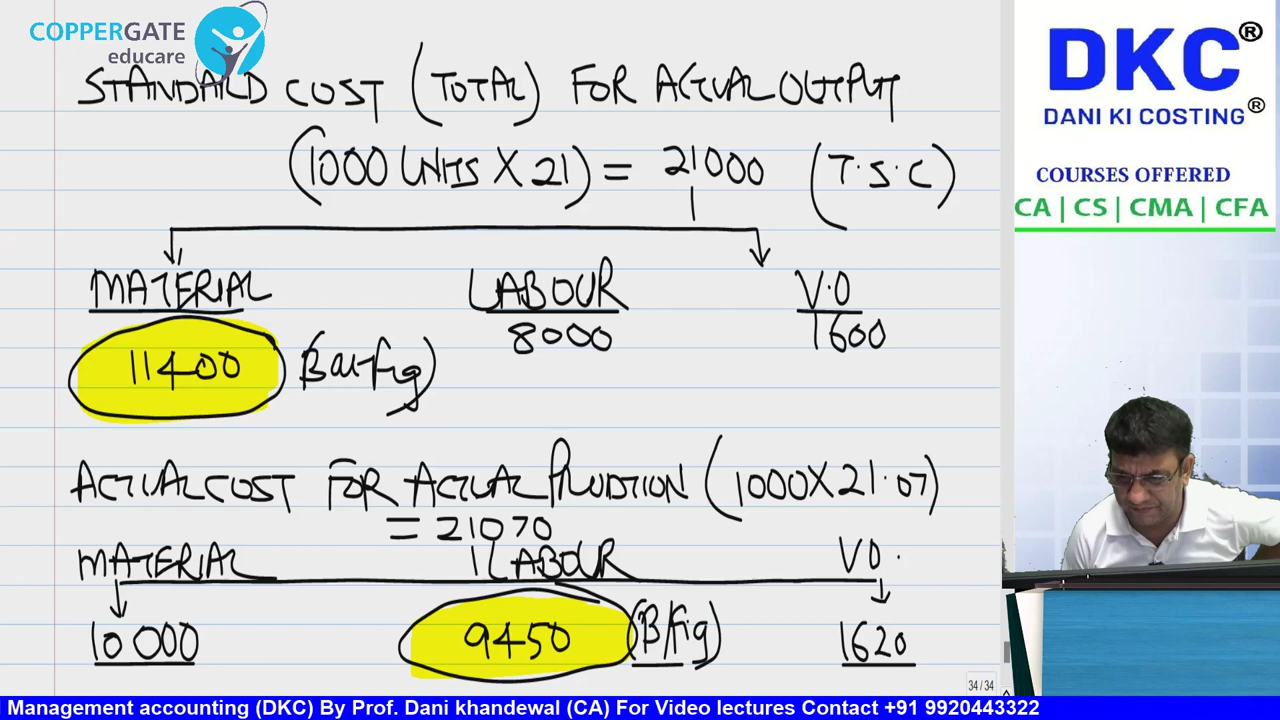 COPPERGATE
educare
STANDARD COST (TOTAL) FOR ACTUAL OUTPUT
(1000 UNITS X 21) = 21000 (T.S.C)
MATERIAL LABOUR V.O
11400 (Bal-fig) 8000 1600
ACTUAL COST FOR ACTUAL (1000 X 21.07)
= 21070
MATERIAL LABOUR VO.
10000 9450 (B/Fig) 1620
34 / 34
DKC®
DANI KI COSTING®
COURSES OFFERED
CA | CS | CMA | CFA
Management accounting (DKC) By Prof. Dani khandewal (CA) For Video lectures Contact +91 9920443322